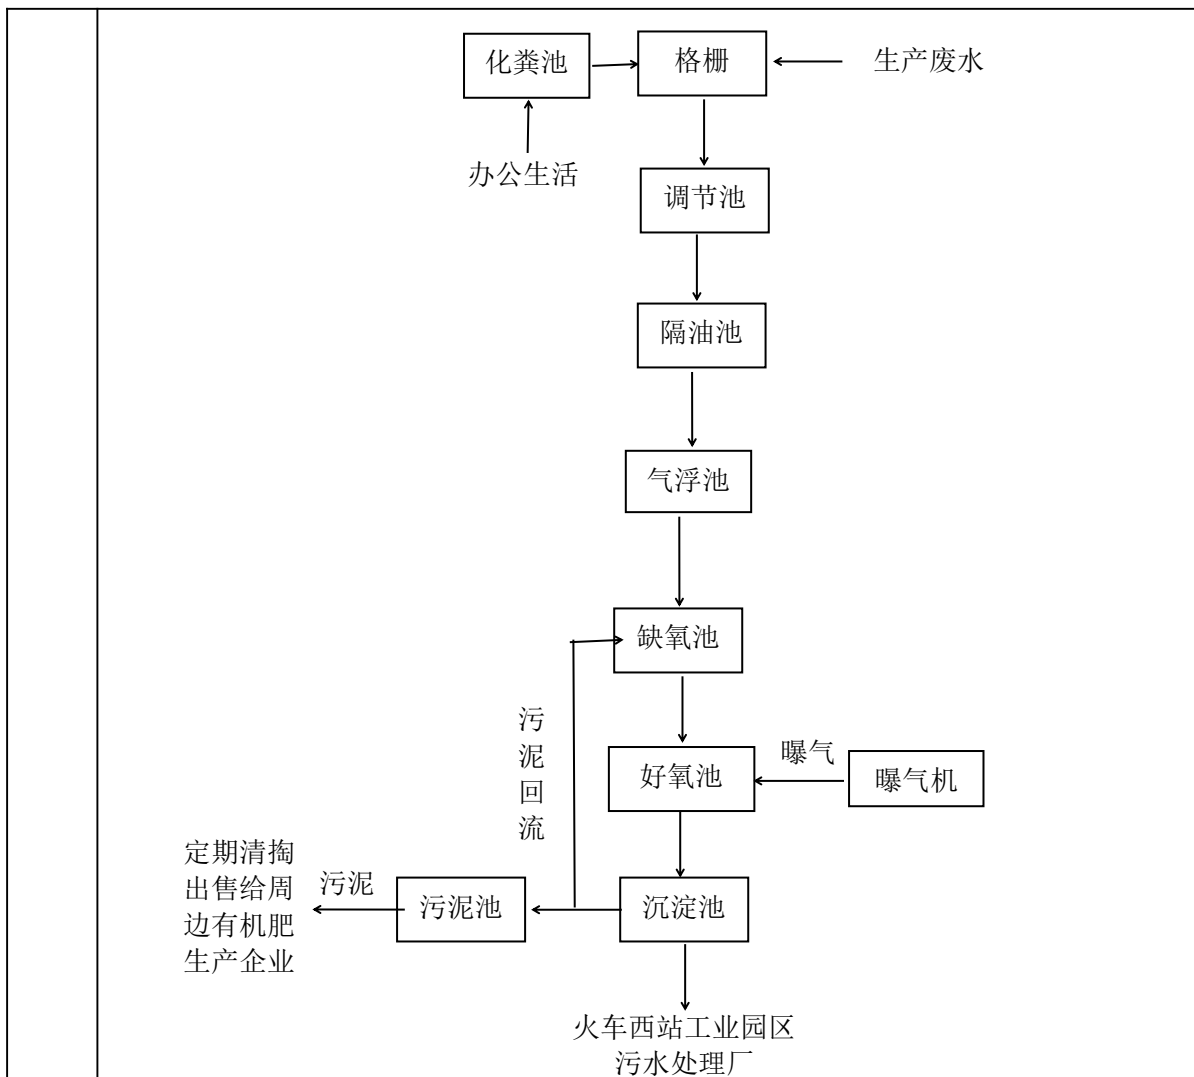 化粪池
格栅
生产废水
办公生活
调节池
隔油池
气浮池
缺氧池
污
泥
回
流
好氧池
曝气
曝气机
定期清掏
出售给周
边有机肥
生产企业
污泥
污泥池
沉淀池
火车西站工业园区
污水处理厂